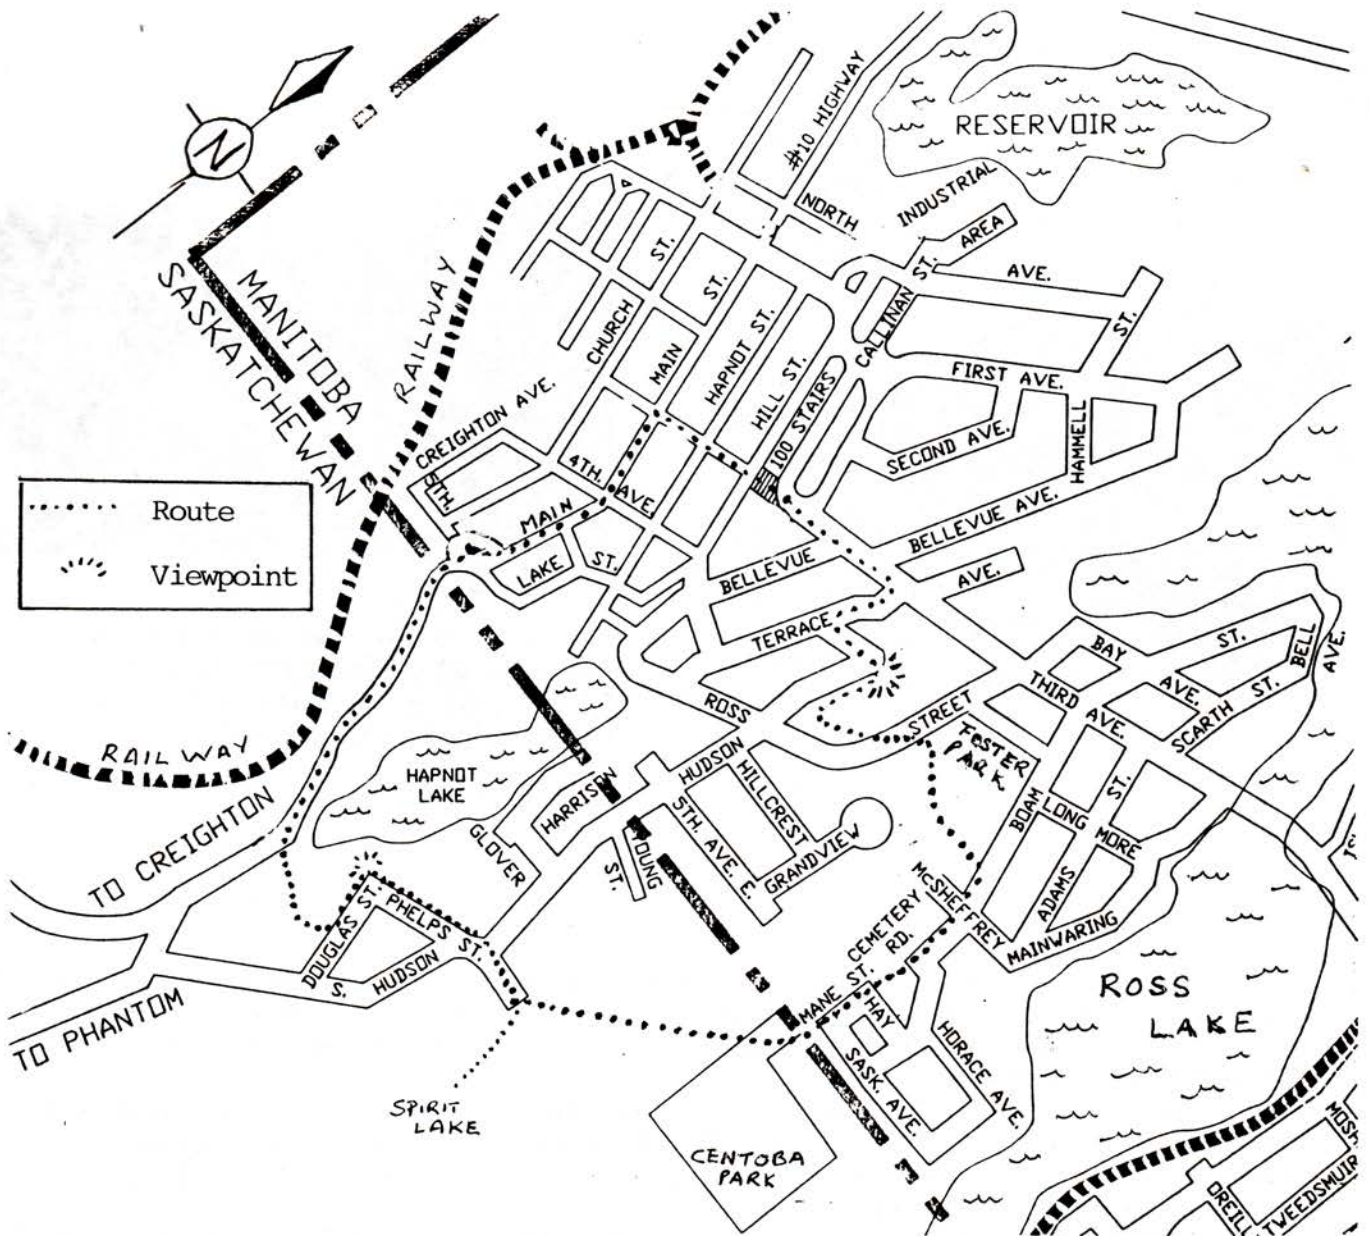 N
MANITOBA
SASKATCHEWAN
RAILWAY
#10 HIGHWAY
RESERVOIR
NORTH
AVE.
INDUSTRIAL
AREA
ST.
CALLINAN
CHURCH
ST.
MAIN
ST.
HAPNOT ST.
HILL ST.
100 STAIRS
FIRST AVE.
ST.
HAMMELL
SECOND AVE.
BELLEVUE AVE.
CREIGHTON AVE.
5TH.
4TH. AVE.
MAIN
LAKE ST.
BELLEVUE
AVE.
TERRACE
Route
Viewpoint
RAILWAY
TO CREIGHTON
TO PHANTOM
HAPNOT
LAKE
ROSS
STREET
FOSTER
PARK
BAY
ST.
BELL
AVE.
THIRD AVE.
AVE.
SCARTH ST.
HUDSON
HARRISON
GLOVER
YOUNG
ST.
5TH. AVE. E.
HILLCREST
GRANDVIEW
BOAM
LONG MORE
ST.
ADAMS
MAINWARING
McSHEFFREY
CEMETERY
RD.
MANE ST.
HAY
SASK. AVE.
HORACE AVE.
DOUGLAS ST.
PHELPS ST.
HUDSON
S.
SPIRIT
LAKE
CENTOBA
PARK
ROSS
LAKE
TWEEDSMUIR